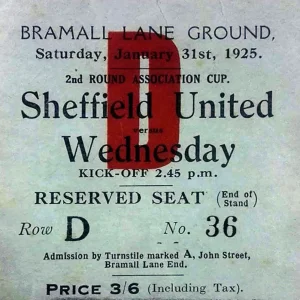 BRAMALL LANE GROUND,
Saturday, January 31st, 1925.
D
2nd ROUND ASSOCIATION CUP.
Sheffield United
versus
Wednesday
KICK-OFF 2.45 p.m.
RESERVED SEAT (End of Stand)
Row D No. 36
Admission by Turnstile marked A, John Street,
Bramall Lane End.
PRICE 3/6 (Including Tax).